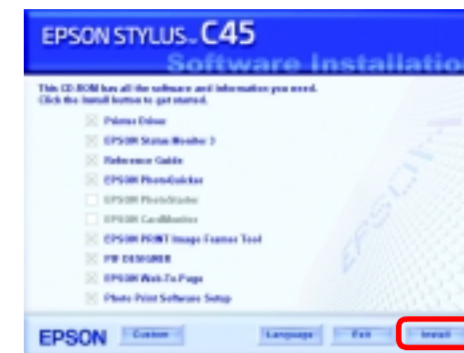 EPSON STYLUS C45
Software Installatio
This CD-ROM has all the software and information you need.
Click the Install button to get started.
Printer Driver
EPSON Status Monitor 3
Reference Guide
EPSON PhotoQuicker
EPSON PhotoStarter
EPSON CardMonitor
EPSON PRINT Image Framer Tool
PIF DESIGNER
EPSON Web-To-Page
Photo Print Software Setup
EPSON
Custom
Language
Exit
Install
EPSON